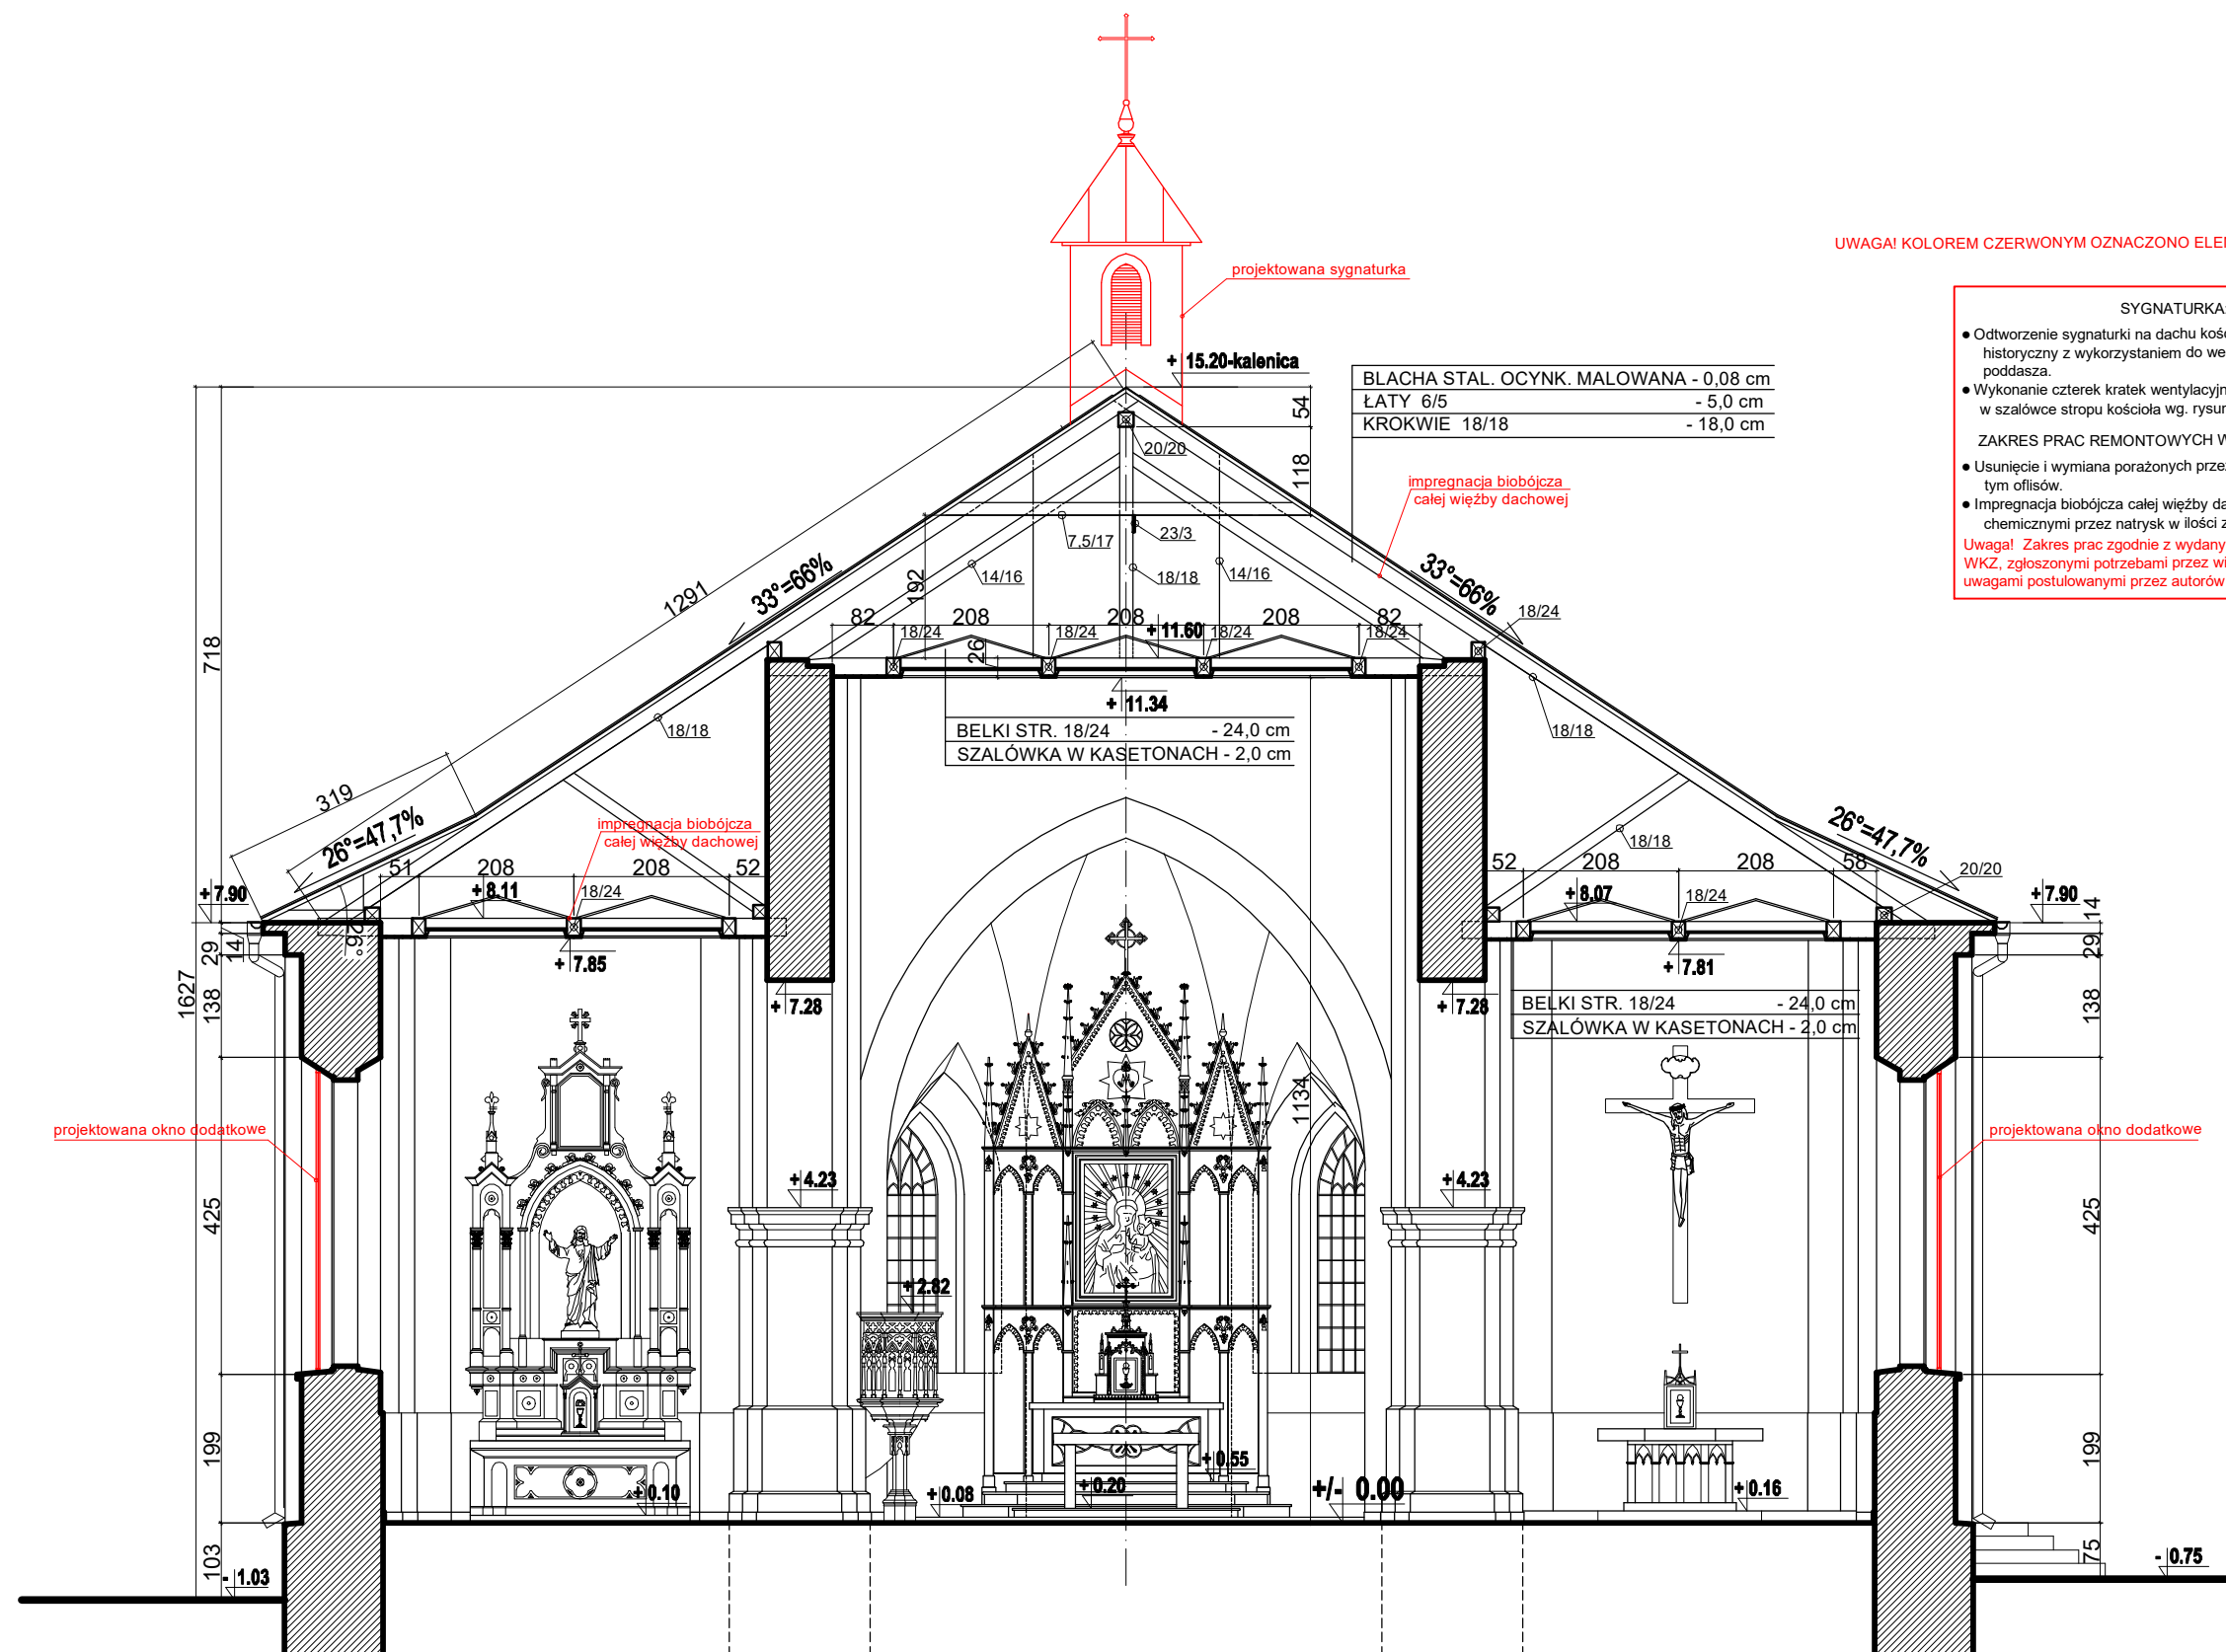 UWAGA! KOLOREM CZERWONYM OZNACZONO
projektowana sygnaturka
SYGNATURKA:
● Odtworzenie sygnaturki na dachu
historyczny z wykorzystaniem do
poddasza.
● Wykonanie czterek kratek
w szalówce stropu kościoła wg.
ZAKRES PRAC REMONTOWYCH
● Usunięcie i wymiana porażonych
tym oflisów.
● Impregnacja biobójcza całej więźby
chemicznymi przez natrysk w ilości
Uwaga! Zakres prac zgodnie z
WKZ, zgłoszonymi potrzebami przez
uwagami postulowanymi przez autorów
+ 15.20-kalenica
BLACHA STAL. OCYNK. MALOWANA - 0,08 cm
ŁATY 6/5 - 5,0 cm
KROKWIE 18/18 - 18,0 cm
54
118
20/20
impregnacja biobójcza
całej więźby dachowej
7,5/17
23/3
14/16
18/18
14/16
192
1291
33°=66%
33°=66%
718
82
208
208
208
82
18/24
18/24
+ 11.60
18/24
18/24
18/24
26
+ 11.34
BELKI STR. 18/24 - 24,0 cm
SZALÓWKA W KASETONACH - 2,0 cm
18/18
18/18
319
26°=47,7%
26°=47,7%
impregnacja biobójcza
całej więźby dachowej
18/18
51
208
208
52
52
208
208
58
20/20
+ 7.90
+ 8.11
18/24
+ 8.07
18/24
+ 7.90
26°
14
29
14
29
+ 7.85
+ 7.81
1627
138
138
+ 7.28
+ 7.28
BELKI STR. 18/24 - 24,0 cm
SZALÓWKA W KASETONACH - 2,0 cm
1134
projektowana okno dodatkowe
projektowana okno dodatkowe
+ 4.23
+ 4.23
425
425
+ 2.82
199
199
+ 0.10
+ 0.08
+ 0.20
+ 0.55
+/- 0.00
+ 0.16
103
75
- 1.03
- 0.75